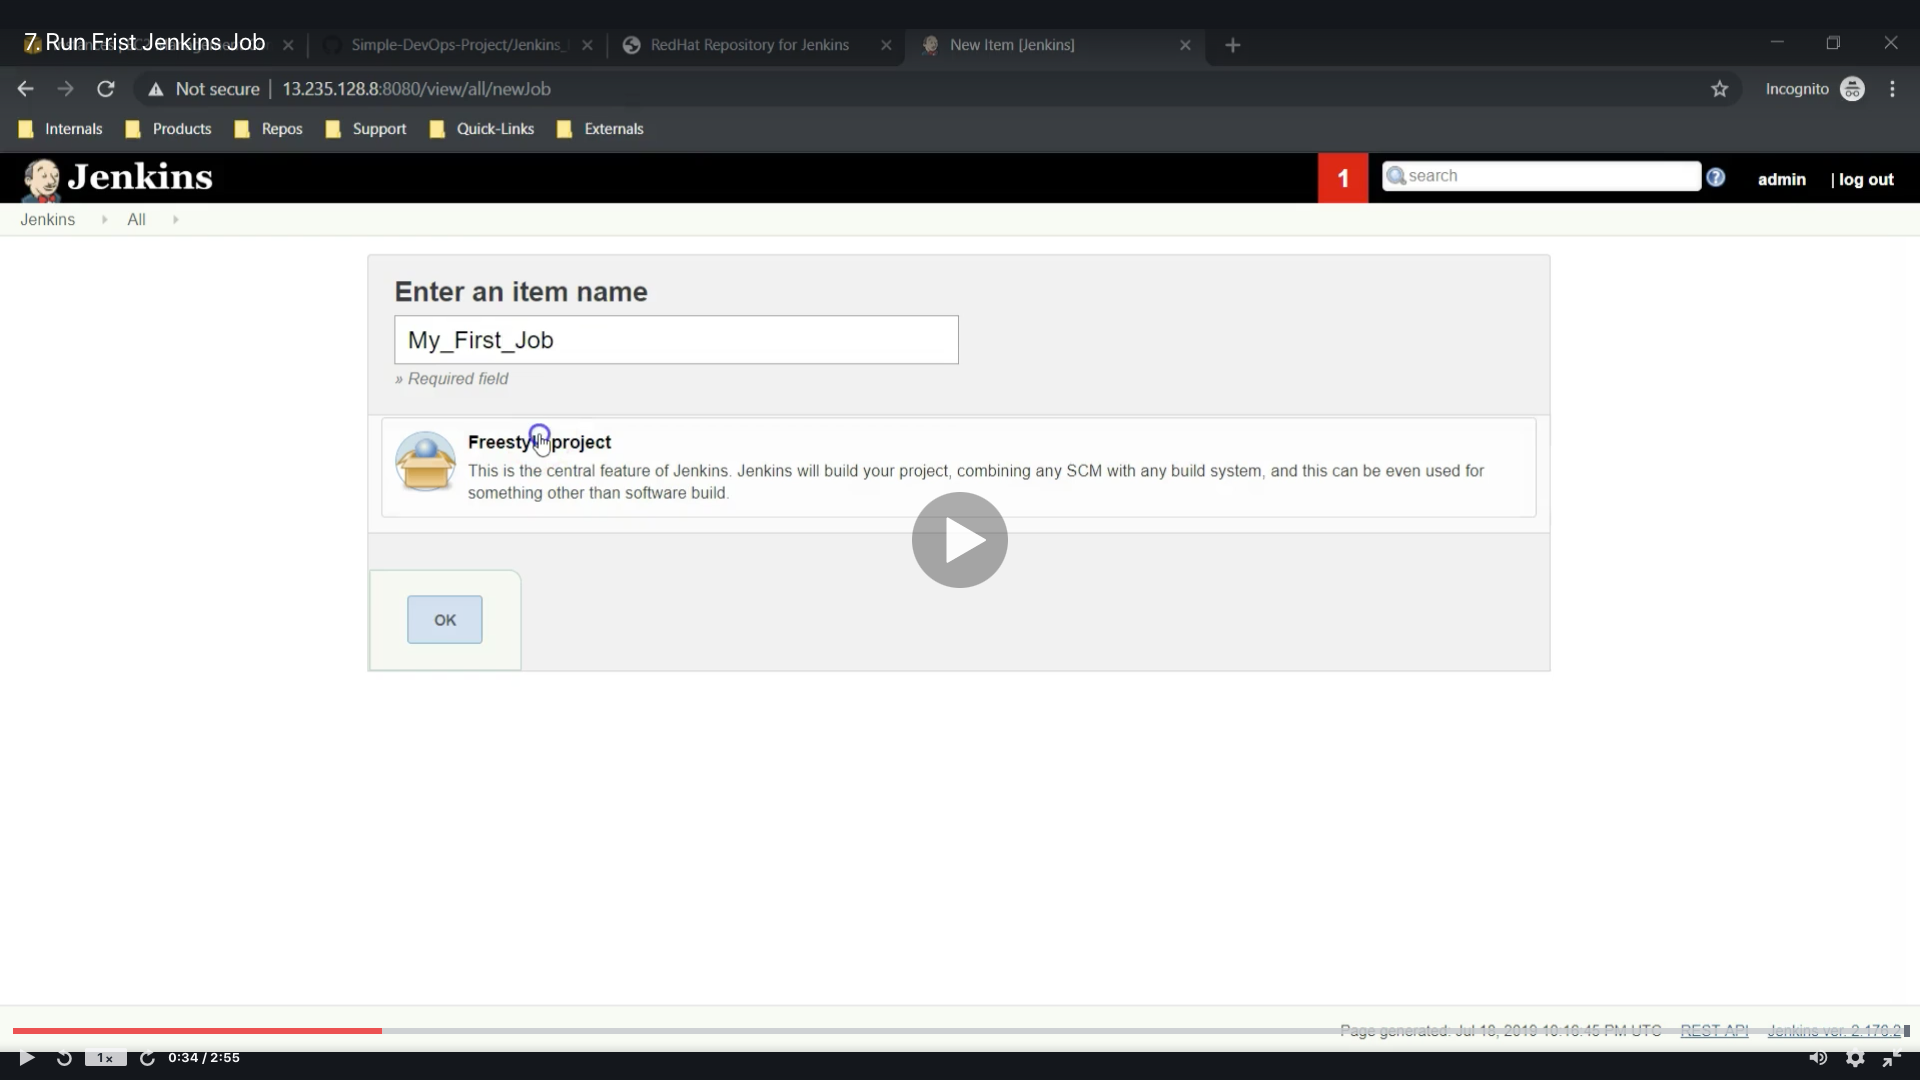 7. Run Frist Jenkins Job
Simple-DevOps-Project/Jenkins_
RedHat Repository for Jenkins
New Item [Jenkins]
Not secure
13.235.128.8:8080/view/all/newJob
Incognito
Internals
Products
Repos
Support
Quick-Links
Externals
Jenkins
1
search
admin
| log out
Jenkins
All
Enter an item name
My_First_Job
» Required field
Freestyle project
This is the central feature of Jenkins. Jenkins will build your project, combining any SCM with any build system, and this can be even used for
something other than software build.
OK
Page generated: Jul 18, 2019 10:16:45 PM UTC
REST API
Jenkins ver. 2.176.2
1x
0:34 / 2:55